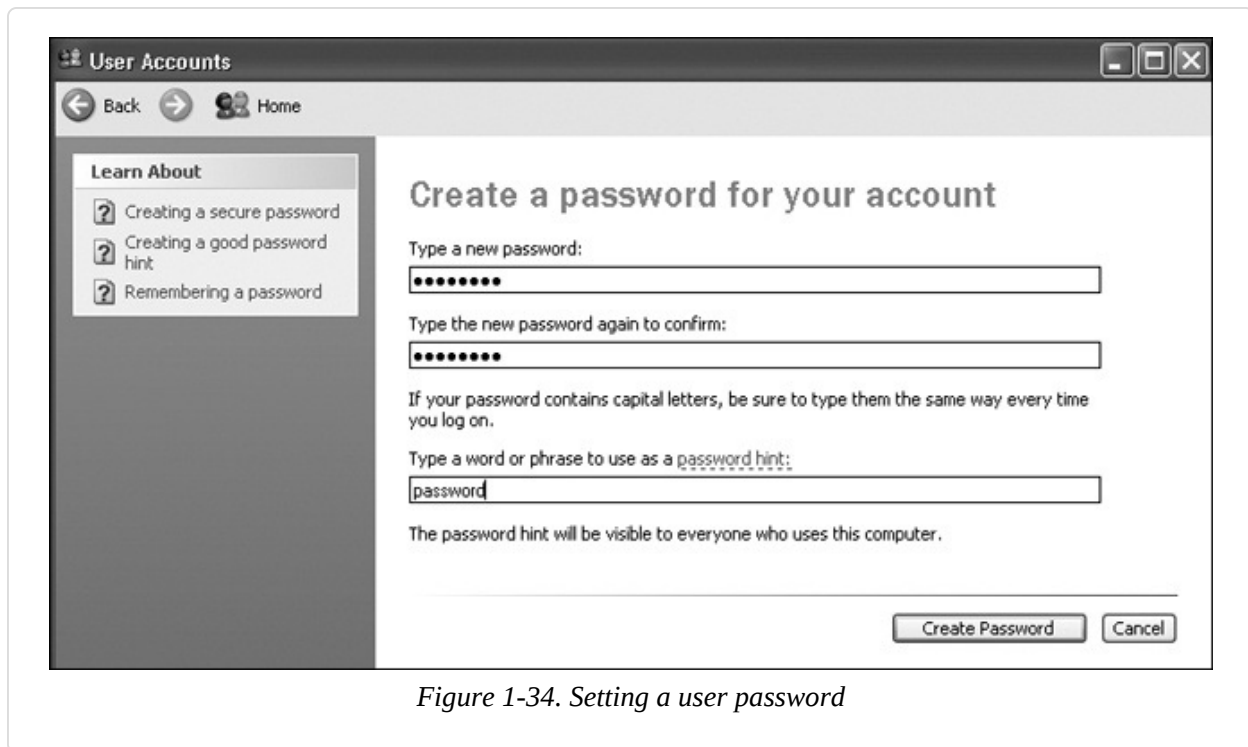 User Accounts
Back Home
Learn About
Creating a secure password
Creating a good password
hint
Remembering a password
Create a password for your account
Type a new password:
••••••••
Type the new password again to confirm:
••••••••
If your password contains capital letters, be sure to type them the same way every time
you log on.
Type a word or phrase to use as a password hint:
password
The password hint will be visible to everyone who uses this computer.
Create Password Cancel
Figure 1-34. Setting a user password